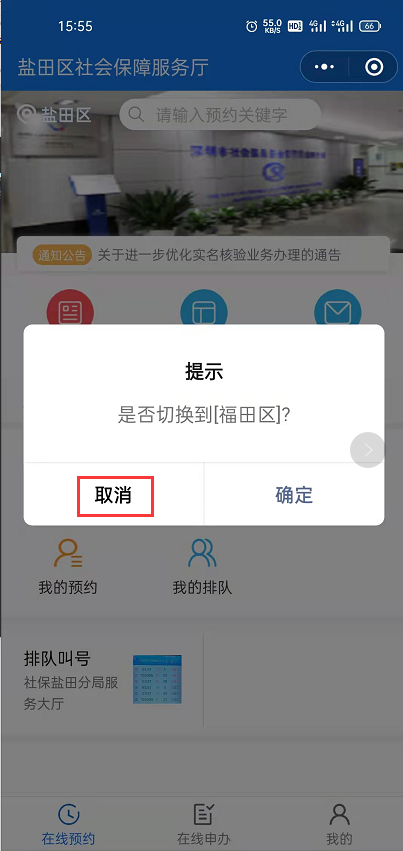 15:55
55.0
KB/S
HD
4G
4G
66
盐田区社会保障服务厅
盐田区
请输入预约关键字
通知公告
关于进一步优化实名核验业务办理的通告
提示
是否切换到[福田区]?
取消
确定
我的预约
我的排队
排队叫号
社保盐田分局服
务大厅
在线预约
在线申办
我的